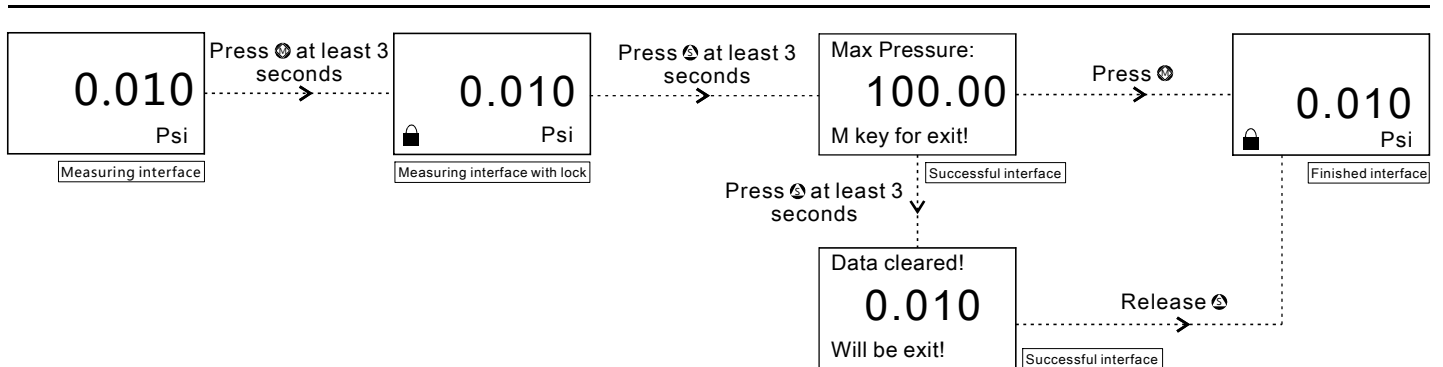 0.010
Psi
Measuring interface
Press Ⓜ at least 3
seconds
0.010
Psi
Measuring interface with lock
Press Ⓢ at least 3
seconds
Max Pressure:
100.00
M key for exit!
Successful interface
Press Ⓜ
0.010
Psi
Finished interface
Press Ⓢ at least 3
seconds
Data cleared!
0.010
Will be exit!
Successful interface
Release Ⓢ